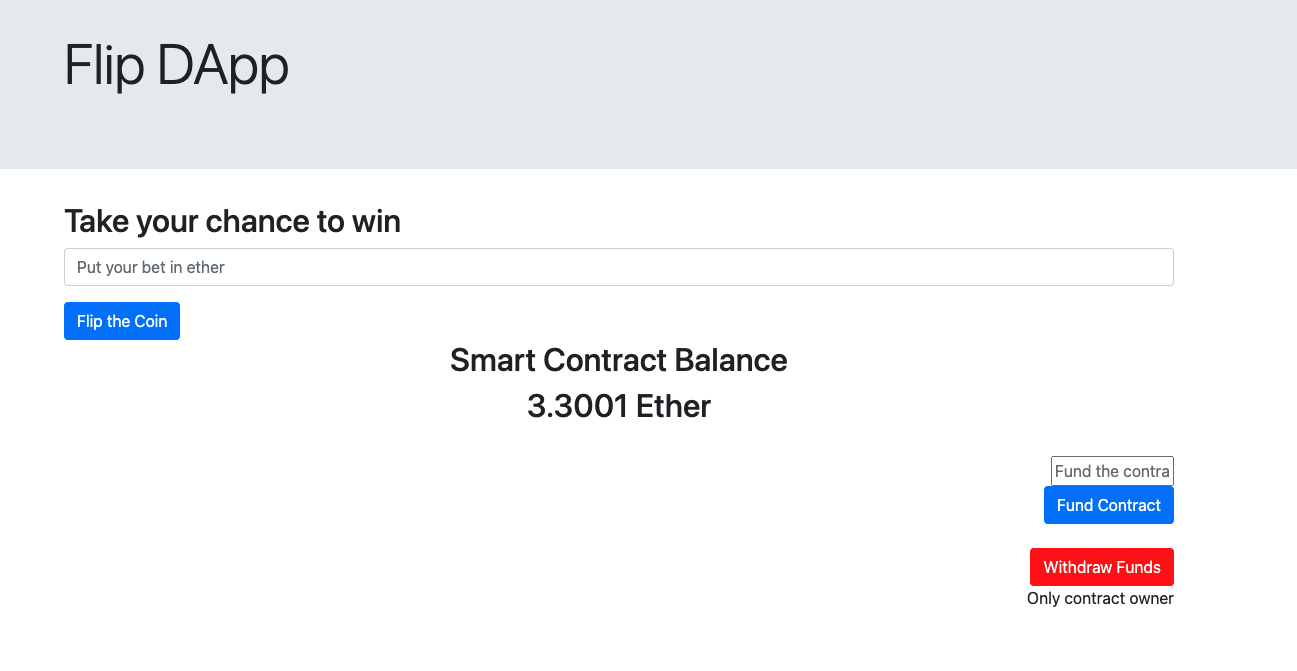 Flip DApp
Take your chance to win
Put your bet in ether
Flip the Coin
Smart Contract Balance
3.3001 Ether
Fund the contra
Fund Contract
Withdraw Funds
Only contract owner